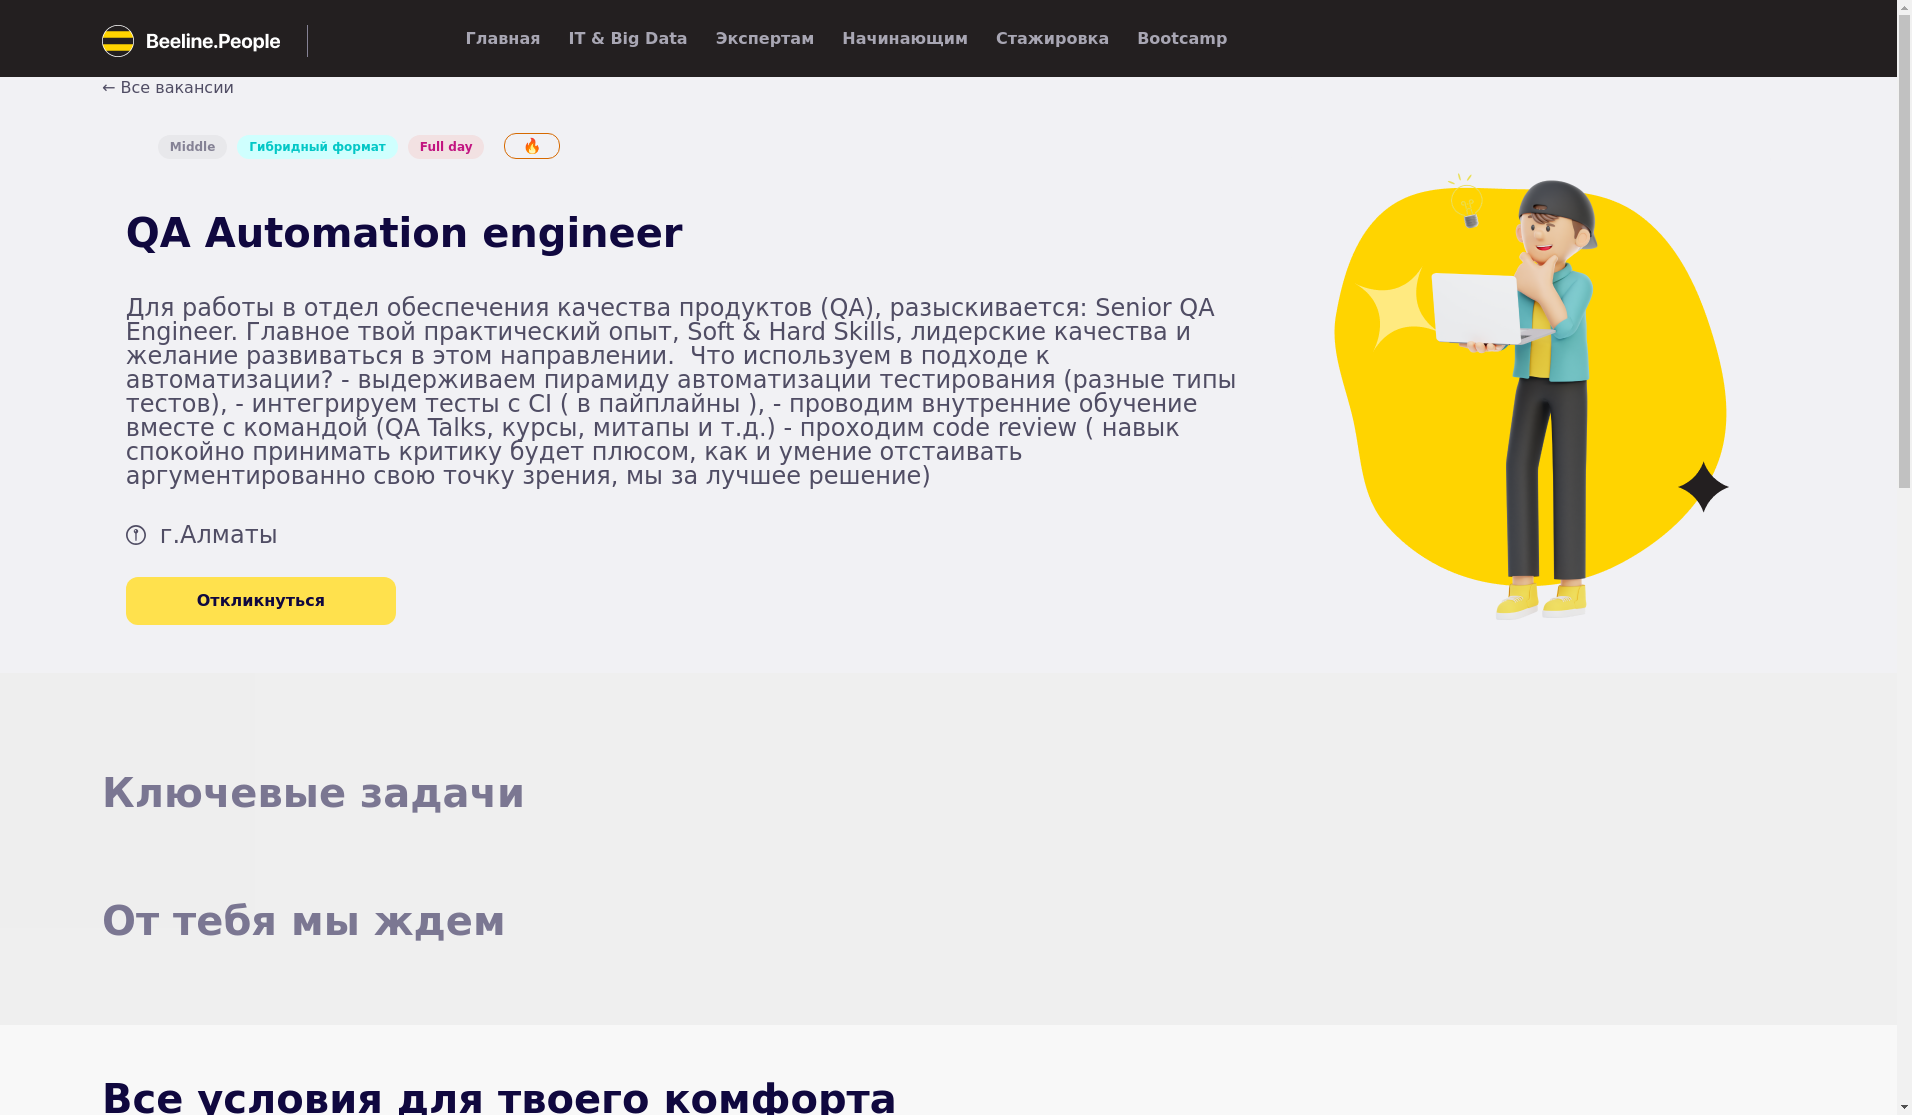 Beeline.People
Главная IT & Big Data Экспертам Начинающим Стажировка Bootcamp
← Все вакансии
Middle Гибридный формат Full day 🔥
QA Automation engineer
Для работы в отдел обеспечения качества продуктов (QA), разыскивается: Senior QA
Engineer. Главное твой практический опыт, Soft & Hard Skills, лидерские качества и
желание развиваться в этом направлении.  Что используем в подходе к
автоматизации? - выдерживаем пирамиду автоматизации тестирования (разные типы
тестов), - интегрируем тесты с CI ( в пайплайны ), - проводим внутренние обучение
вместе с командой (QA Talks, курсы, митапы и т.д.) - проходим code review ( навык
спокойно принимать критику будет плюсом, как и умение отстаивать
аргументированно свою точку зрения, мы за лучшее решение)
г.Алматы
Откликнуться
Ключевые задачи
От тебя мы ждем
Все условия для твоего комфорта